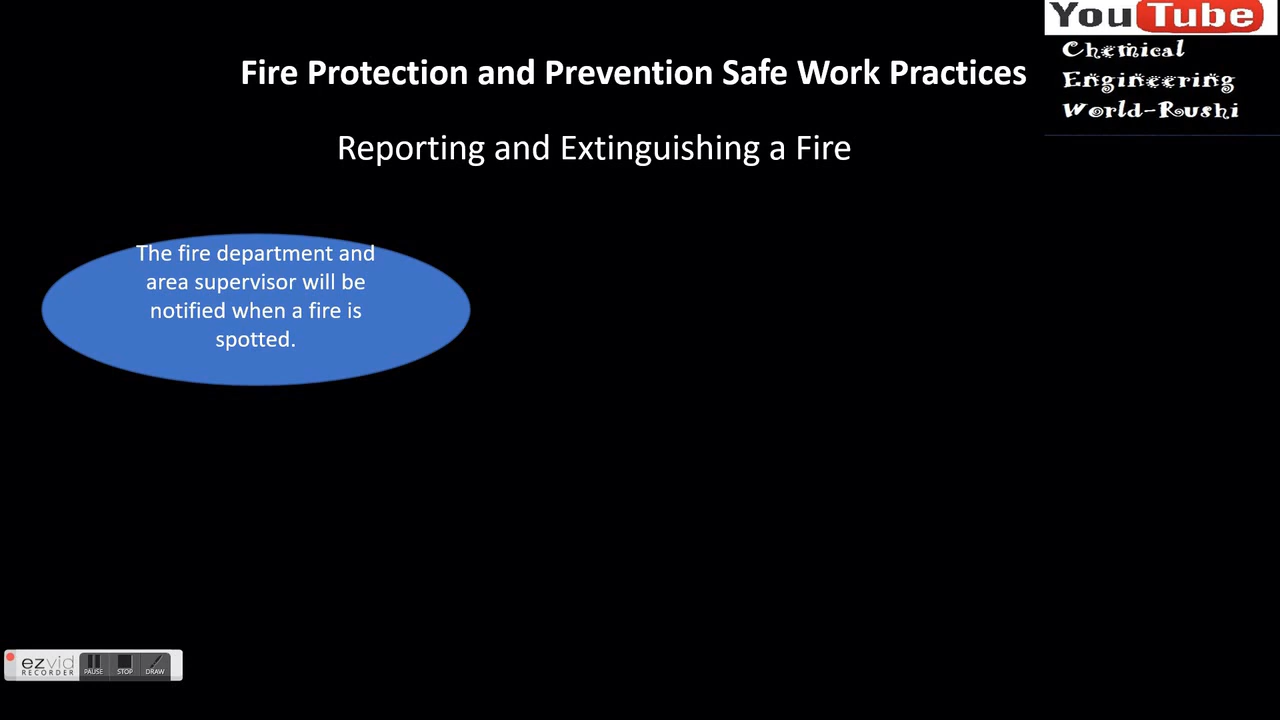 YouTube
Chemical
Engineering
World-Rushi
Fire Protection and Prevention Safe Work Practices
Reporting and Extinguishing a Fire
The fire department and
area supervisor will be
notified when a fire is
spotted.
ezvid
RECORDER
PAUSE STOP DRAW